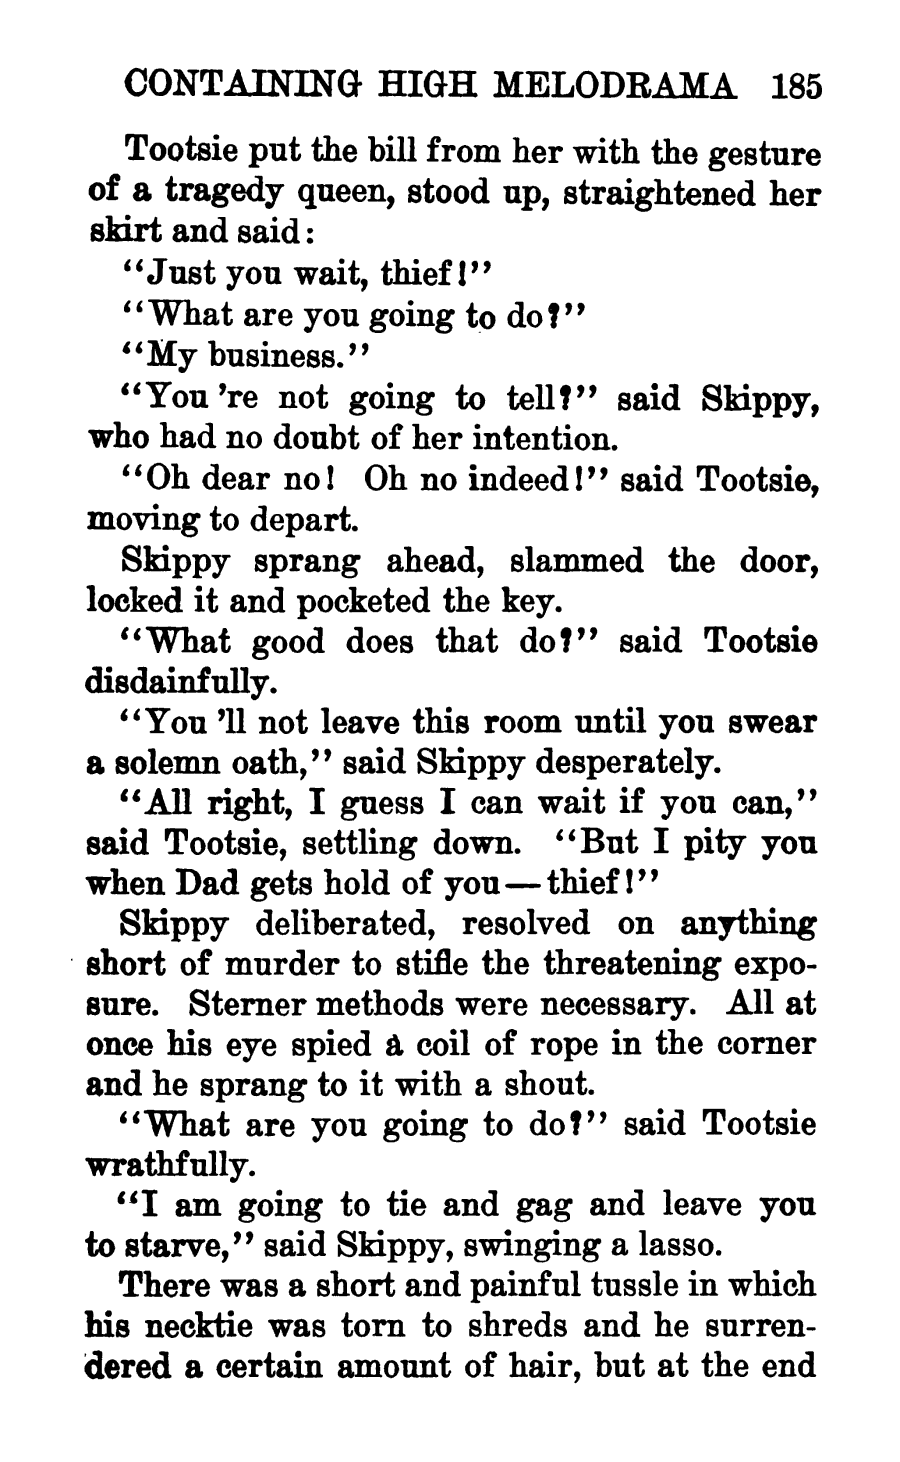 CONTAINING HIGH MELODRAMA 185
Tootsie put the bill from her with the gesture
of a tragedy queen, stood up, straightened her
skirt and said:
“Just you wait, thief!”
“What are you going to do?”
“My business.”
“You ’re not going to tell?” said Skippy,
who had no doubt of her intention.
“Oh dear no! Oh no indeed!” said Tootsie,
moving to depart.
Skippy sprang ahead, slammed the door,
locked it and pocketed the key.
“What good does that do?” said Tootsie
disdainfully.
“You ’ll not leave this room until you swear
a solemn oath,” said Skippy desperately.
“All right, I guess I can wait if you can,”
said Tootsie, settling down. “But I pity you
when Dad gets hold of you—thief!”
Skippy deliberated, resolved on anything
short of murder to stifle the threatening expo-
sure. Sterner methods were necessary. All at
once his eye spied a coil of rope in the corner
and he sprang to it with a shout.
“What are you going to do?” said Tootsie
wrathfully.
“I am going to tie and gag and leave you
to starve,” said Skippy, swinging a lasso.
There was a short and painful tussle in which
his necktie was torn to shreds and he surren-
dered a certain amount of hair, but at the end